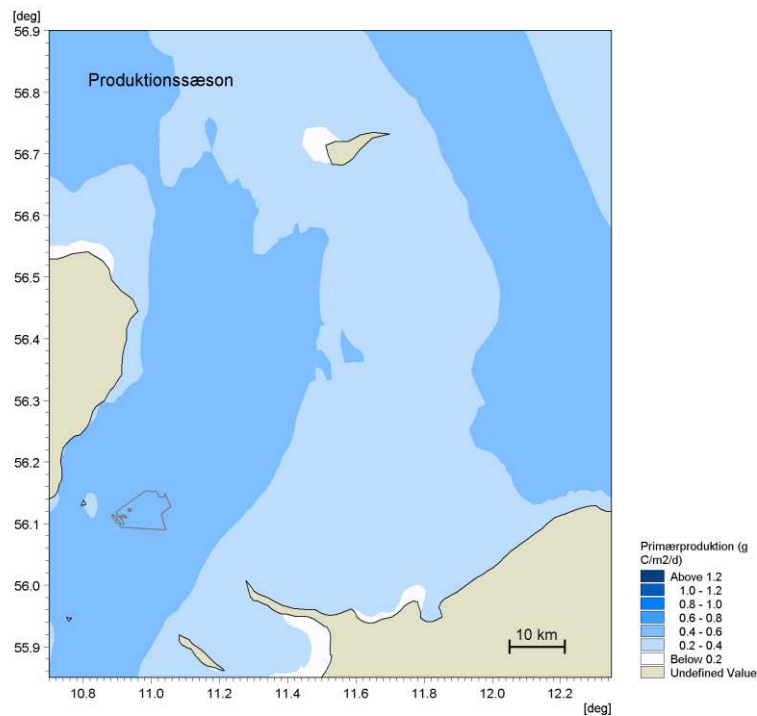 [deg]
56.9
56.8
56.7
56.6
56.5
56.4
56.3
56.2
56.1
56.0
55.9
Produktionssæson
10 km
10.8
11.0
11.2
11.4
11.6
11.8
12.0
12.2
[deg]
Primærproduktion (g
C/m2/d)
Above 1.2
1.0 - 1.2
0.8 - 1.0
0.6 - 0.8
0.4 - 0.6
0.2 - 0.4
Below 0.2
Undefined Value